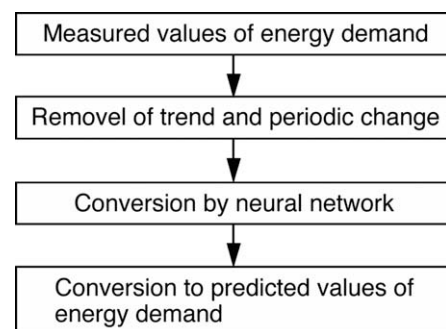 Measured values of energy demand
Removel of trend and periodic change
Conversion by neural network
Conversion to predicted values of
energy demand